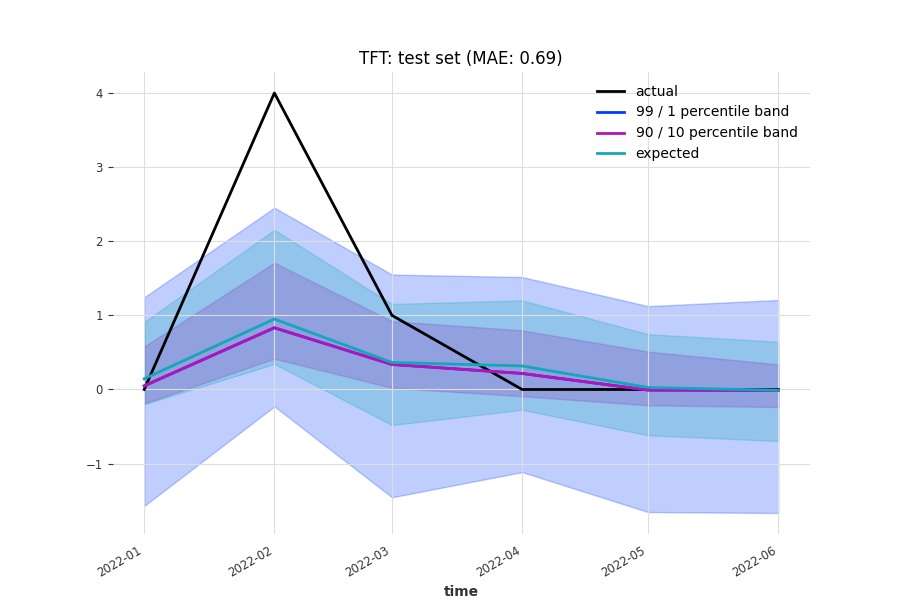 TFT: test set (MAE: 0.69)
actual
99 / 1 percentile band
90 / 10 percentile band
expected
4
3
2
1
0
−1
2022-01
2022-02
2022-03
2022-04
2022-05
2022-06
time